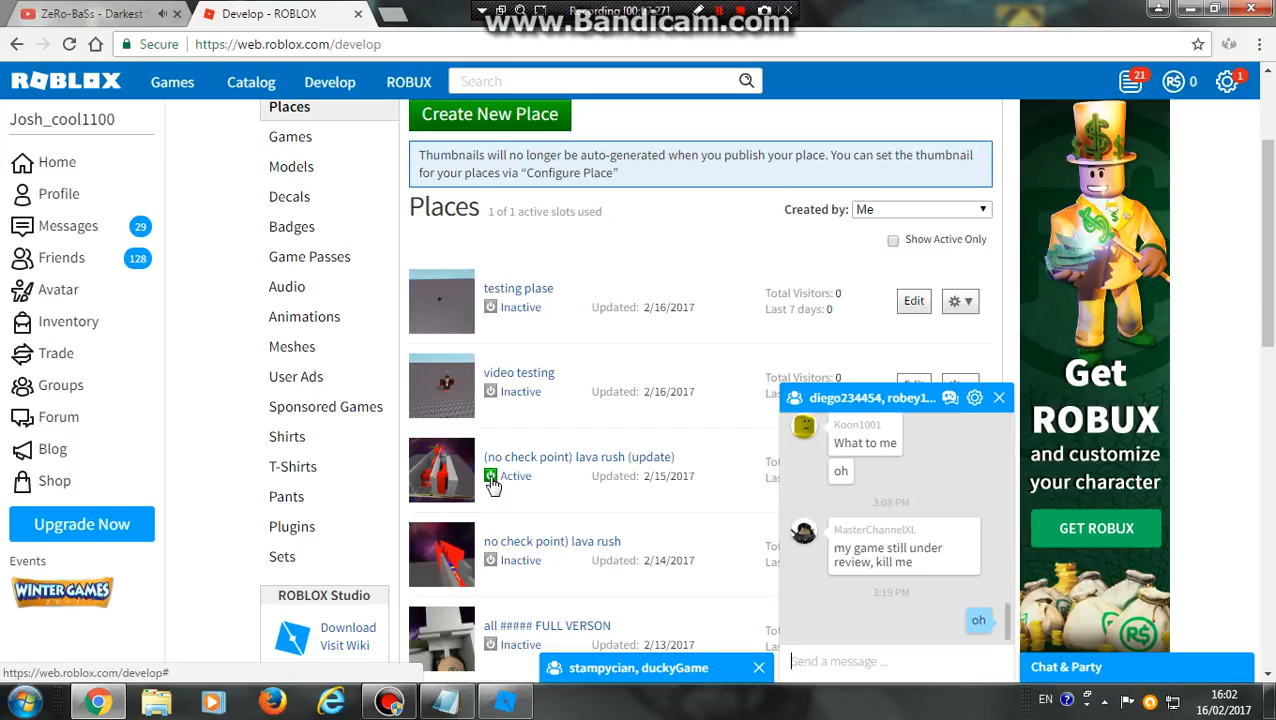 ZeRo-BaSs - Darkest
Develop - ROBLOX
Recording
www.Bandicam.com
Secure
https://web.roblox.com/develop
ROBLOX
Games
Catalog
Develop
ROBUX
Search
21
0
1
Josh_cool1100
Home
Profile
Messages 29
Friends 128
Avatar
Inventory
Trade
Groups
Forum
Blog
Shop
Upgrade Now
Events
WINTER GAMES
Places
Games
Models
Decals
Badges
Game Passes
Audio
Animations
Meshes
User Ads
Sponsored Games
Shirts
T-Shirts
Pants
Plugins
Sets
ROBLOX Studio
Download
Visit Wiki
Create New Place
Thumbnails will no longer be auto-generated when you publish your place. You can set the thumbnail
for your places via “Configure Place”
Places 1 of 1 active slots used
Created by: Me
Show Active Only
testing plase
Inactive
Updated: 2/16/2017
Total Visitors: 0
Last 7 days: 0
Edit
video testing
Inactive
Updated: 2/16/2017
Total Visitors: 0
(no check point) lava rush (update)
Active
Updated: 2/15/2017
no check point) lava rush
Inactive
Updated: 2/14/2017
all ##### FULL VERSON
Inactive
Updated: 2/13/2017
diego234454, robey1...
Koon1001
What to me
oh
3:08 PM
MasterChannelXL
my game still under
review, kill me
3:19 PM
oh
Send a message ...
stampycian, duckyGame
Chat & Party
Get
ROBUX
and customize
your character
GET ROBUX
https://web.roblox.com/develop#
EN
16:02
16/02/2017